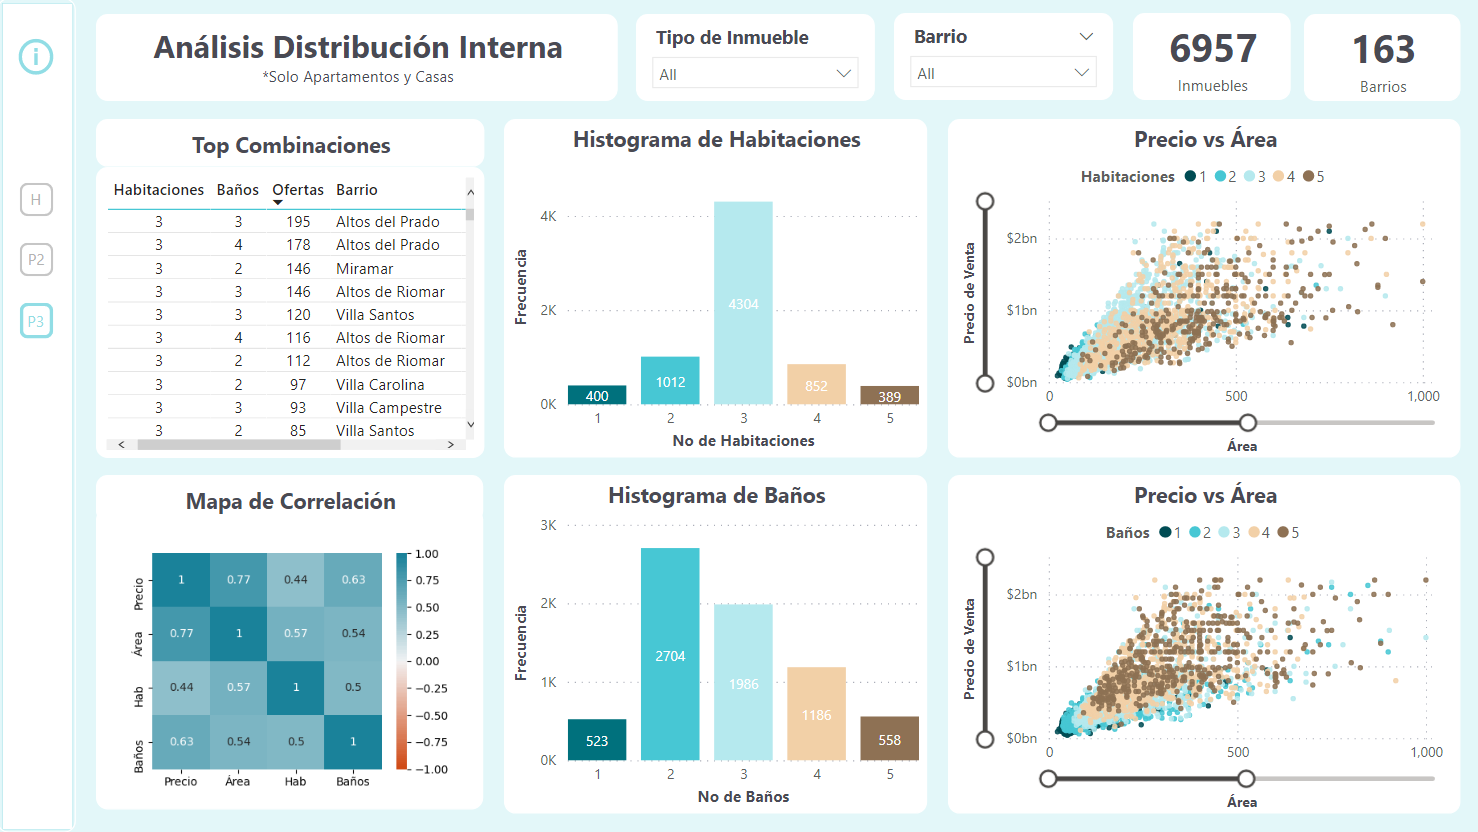 i
H
P2
P3
Análisis Distribución Interna
*Solo Apartamentos y Casas
Tipo de Inmueble
All
Barrio
All
6957
Inmuebles
163
Barrios
Top Combinaciones
Habitaciones Baños Ofertas Barrio
3 3 195 Altos del Prado
3 4 178 Altos del Prado
3 2 146 Miramar
3 3 146 Altos de Riomar
3 3 120 Villa Santos
3 4 116 Altos de Riomar
3 2 112 Altos de Riomar
3 2 97 Villa Carolina
3 3 93 Villa Campestre
3 2 85 Villa Santos
Histograma de Habitaciones
Frecuencia
4K
2K
0K
400
1012
4304
852
389
1 2 3 4 5
No de Habitaciones
Precio vs Área
Habitaciones 1 2 3 4 5
Precio de Venta
$2bn
$1bn
$0bn
0 500 1,000
Área
Mapa de Correlación
Precio
Área
Hab
Baños
1 0.77 0.44 0.63
0.77 1 0.57 0.54
0.44 0.57 1 0.5
0.63 0.54 0.5 1
Precio Área Hab Baños
1.00
0.75
0.50
0.25
0.00
−0.25
−0.50
−0.75
−1.00
Histograma de Baños
Frecuencia
3K
2K
1K
0K
523
2704
1986
1186
558
1 2 3 4 5
No de Baños
Precio vs Área
Baños 1 2 3 4 5
Precio de Venta
$2bn
$1bn
$0bn
0 500 1,000
Área